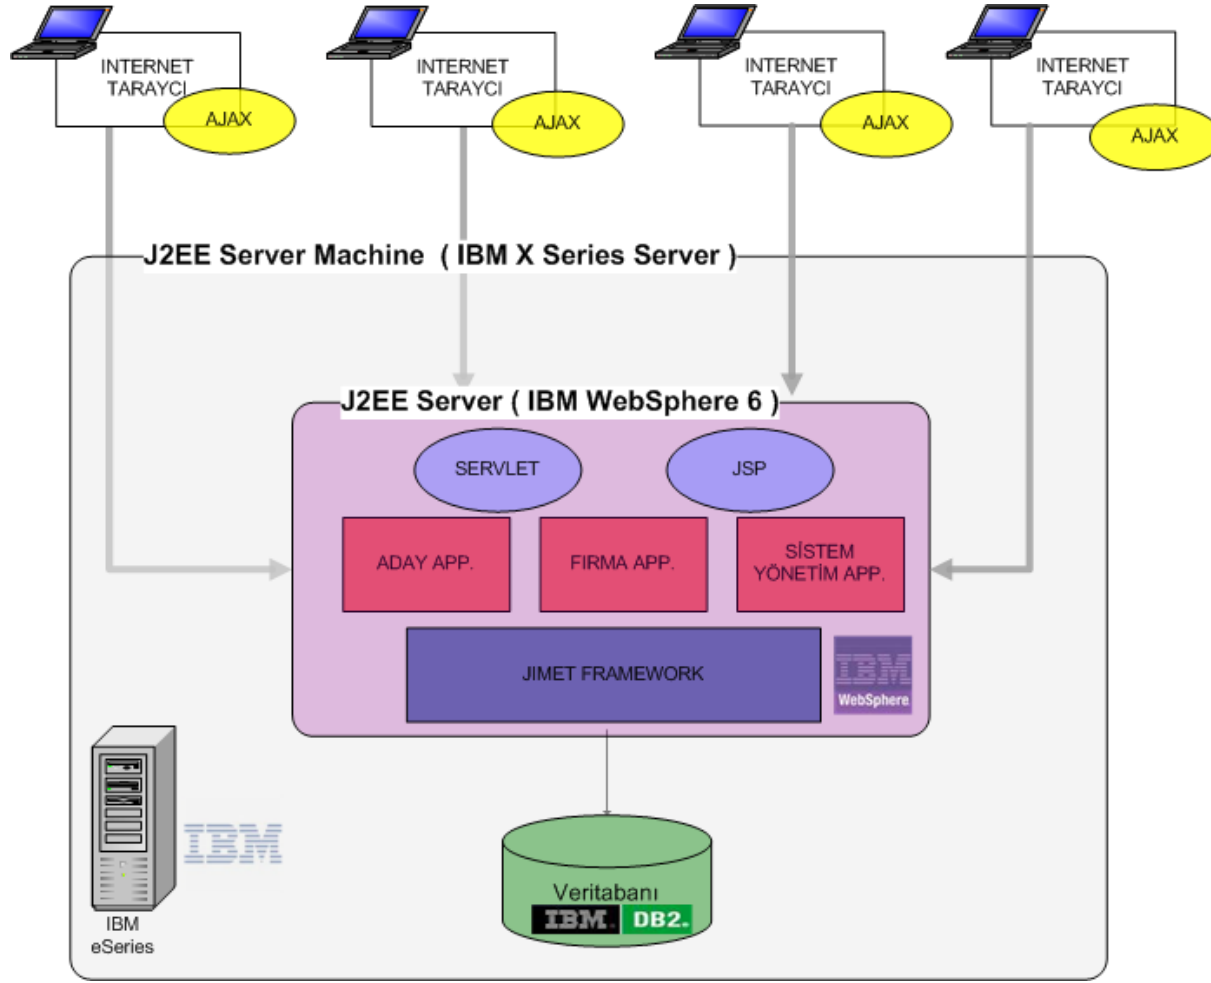 INTERNET
TARAYCI
AJAX
INTERNET
TARAYCI
AJAX
INTERNET
TARAYCI
AJAX
INTERNET
TARAYCI
AJAX
J2EE Server Machine ( IBM X Series Server )
J2EE Server ( IBM WebSphere 6 )
SERVLET
JSP
ADAY APP.
FIRMA APP.
SİSTEM
YÖNETİM APP.
JIMET FRAMEWORK
IBM
WebSphere
IBM
IBM
eSeries
Veritabanı
IBM. DB2.